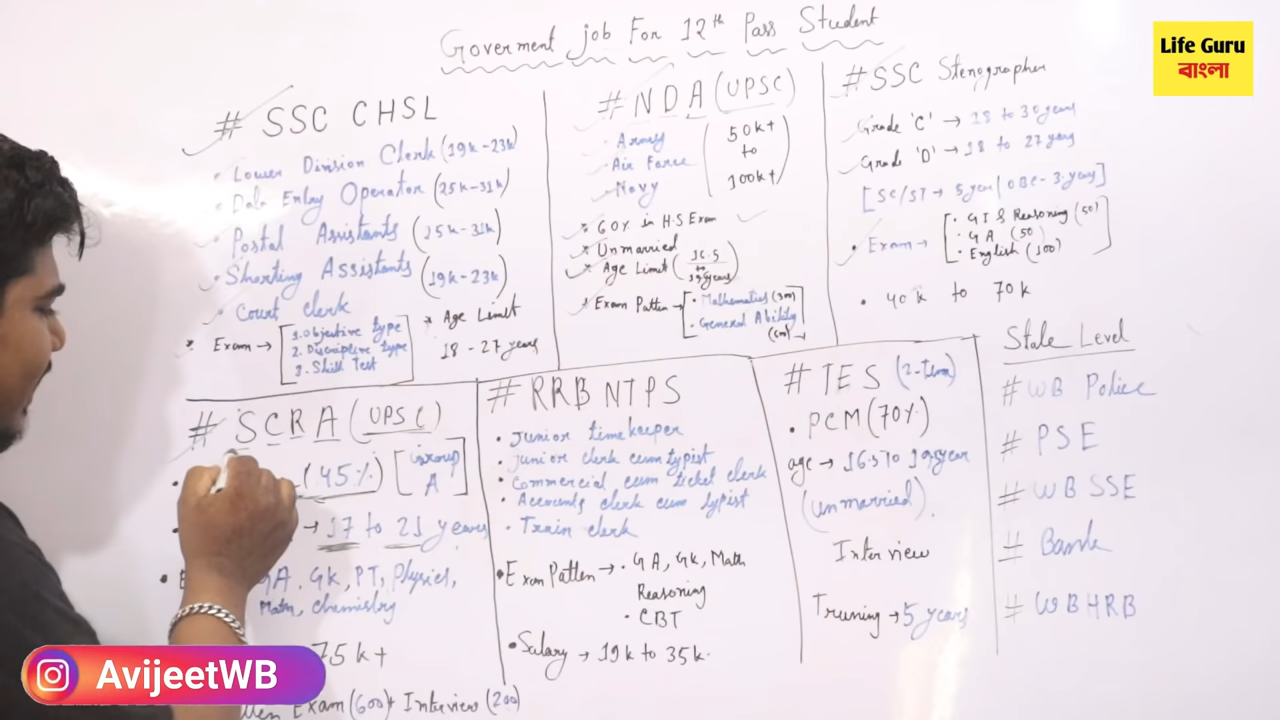 Goverment job For 12th Pass Student
Life Guru
বাংলা
# SSC CHSL
• Lower Division Clerk (19k-23k)
• Data Entry Operator (25k-31k)
• Postal Assistants (25k-31k)
• Shorting Assistants (19k-23k)
• Court clerk
* Exam → [1. Objective type
2. Discriptive type
3. Skill Test]
* Age Limit
18 - 27 years
# NDA (UPSC)
• Army
• Air Force
• Navy
(50k+
to
100k+)
* 60% in H.S Exam
* Unmarried
* Age Limit (16.5
to
19 years)
* Exam Patten → [• Mathematics (300)
• General Ability
(600)
# SSC Stenographer
Grade 'C' → 18 to 30 years
Grade 'D' → 18 to 27 years
[SC/ST → 5 year / OBC - 3 years]
• Exam → [• GI & Reasoning (50)
• GA (50)
• English (100)]
• 40k to 70k
# SCRA (UPSC)
(45%) [Group
A]
→ 17 to 21 years
• GA, GK, PT, Physics,
Math, chemistry
75k+
Exam (600) + Interview (200)
# RRB NTPS
• Junior timekeeper
• Junior clerk cum typist
• Commercial cum ticket clerk
• Accounts clerk cum typist
• Train clerk
• Exam Patten → • GA, GK, Math
Reasoning
• CBT
• Salary → 19k to 35k.
# TES
• PCM (70%)
age → 16.5 to 19 year
(unmarried)
Interview
Truning → 5 years
State Level
# WB Police
# PSE
# WB SSE
# Bank
# WBHRB
AvijeetWB